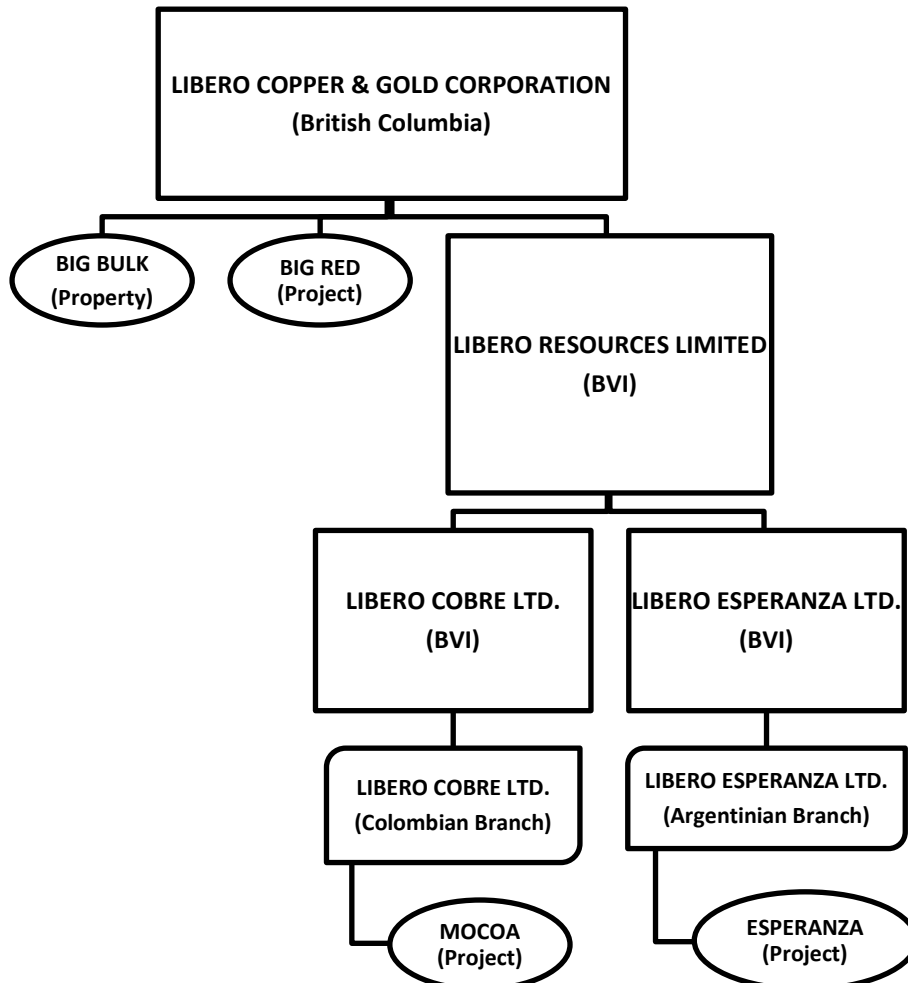 LIBERO COPPER & GOLD CORPORATION
(British Columbia)
BIG BULK
(Property)
BIG RED
(Project)
LIBERO RESOURCES LIMITED
(BVI)
LIBERO COBRE LTD.
(BVI)
LIBERO ESPERANZA LTD.
(BVI)
LIBERO COBRE LTD.
(Colombian Branch)
LIBERO ESPERANZA LTD.
(Argentinian Branch)
MOCOA
(Project)
ESPERANZA
(Project)